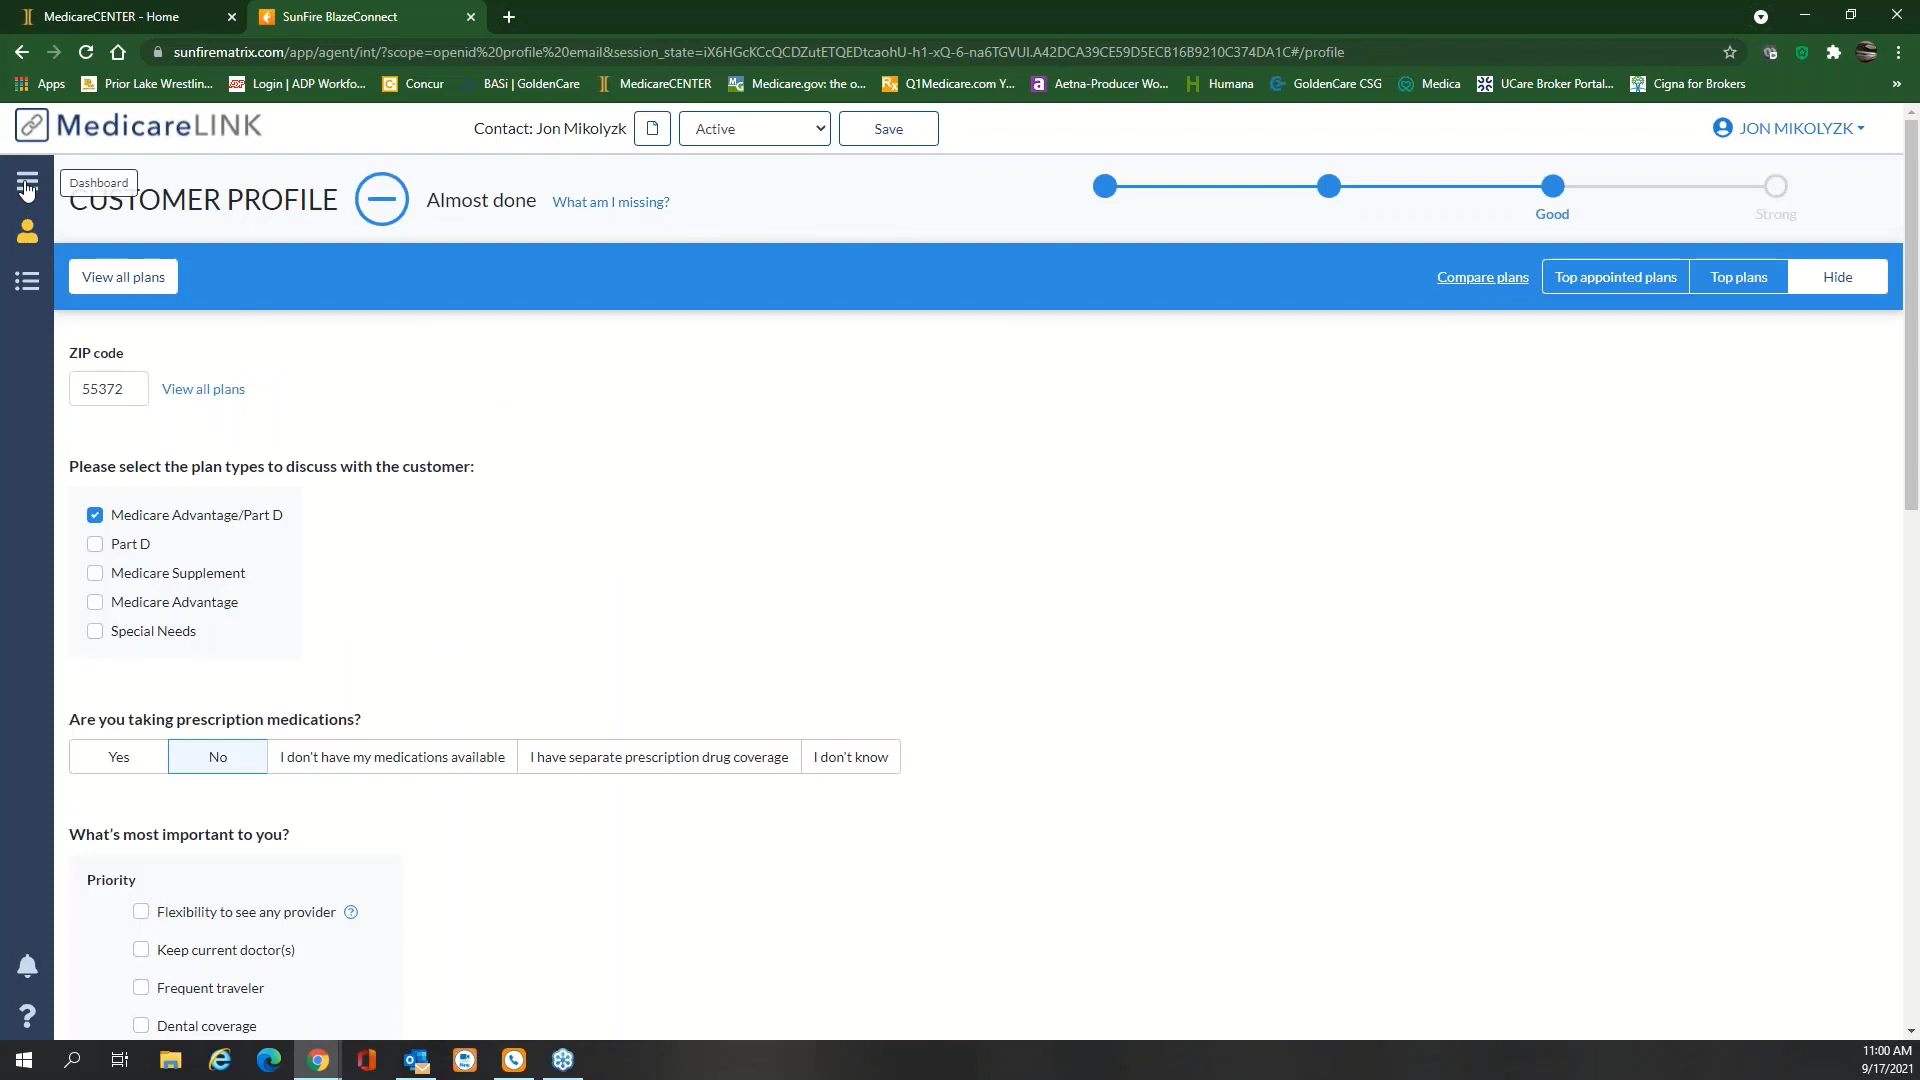 MedicareCENTER - Home
SunFire BlazeConnect
sunfirematrix.com/app/agent/int/?scope=openid%20profile%20email&session_state=iX6HGcKCcQCDZutETQEDtcaohU-h1-xQ-6-na6TGVUI.A42DCA39CE59D5ECB16B9210C374DA1C#/profile
Apps Prior Lake Wrestlin... Login | ADP Workfo... Concur BASi | GoldenCare MedicareCENTER Medicare.gov: the o... Q1Medicare.com Y... Aetna-Producer Wo... Humana GoldenCare CSG Medica UCare Broker Portal... Cigna for Brokers »
MedicareLINK Contact: Jon Mikolyzk Active Save JON MIKOLYZK
Dashboard
CUSTOMER PROFILE Almost done What am I missing?
Good Strong
View all plans Compare plans Top appointed plans Top plans Hide
ZIP code
55372 View all plans
Please select the plan types to discuss with the customer:
Medicare Advantage/Part D
Part D
Medicare Supplement
Medicare Advantage
Special Needs
Are you taking prescription medications?
Yes No I don't have my medications available I have separate prescription drug coverage I don't know
What's most important to you?
Priority
Flexibility to see any provider ?
Keep current doctor(s)
Frequent traveler
Dental coverage
11:00 AM
9/17/2021